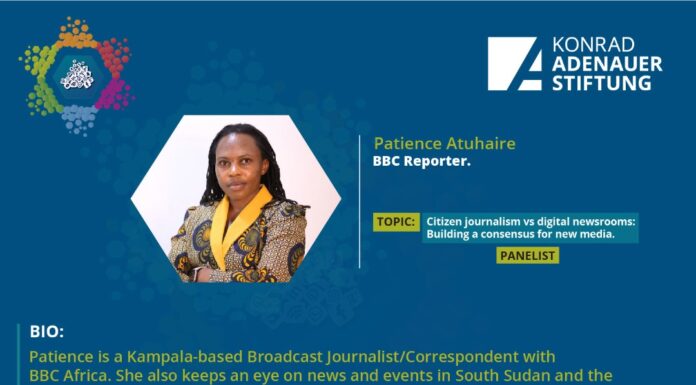 KONRAD
ADENAUER
STIFTUNG
Patience Atuhaire
BBC Reporter.
TOPIC:
Citizen journalism vs digital newsrooms:
Building a consensus for new media.
PANELIST
BIO:
Patience is a Kampala-based Broadcast Journalist/Correspondent with
BBC Africa. She also keeps an eye on news and events in South Sudan and the